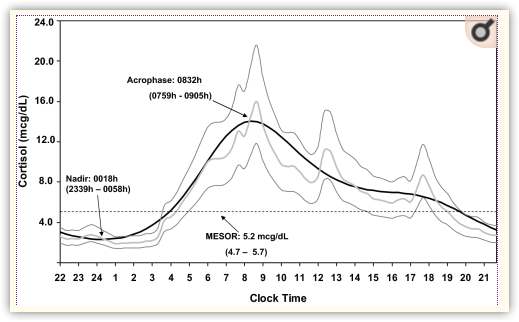 24.0
20.0
16.0
12.0
8.0
4.0
Cortisol (mcg/dL)
Acrophase: 0832h
(0759h - 0905h)
Nadir: 0018h
(2339h – 0058h)
MESOR: 5.2 mcg/dL
(4.7 – 5.7)
22 23 24 1 2 3 4 5 6 7 8 9 10 11 12 13 14 15 16 17 18 19 20 21
Clock Time